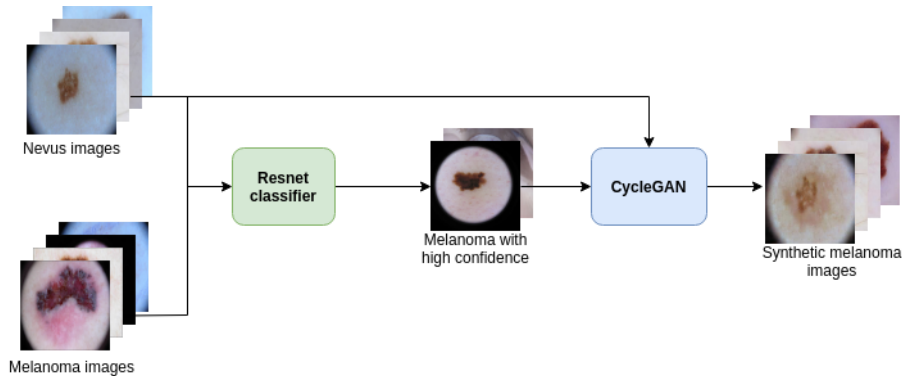 Nevus images
Resnet
classifier
Melanoma with
high confidence
CycleGAN
Synthetic melanoma
images
Melanoma images